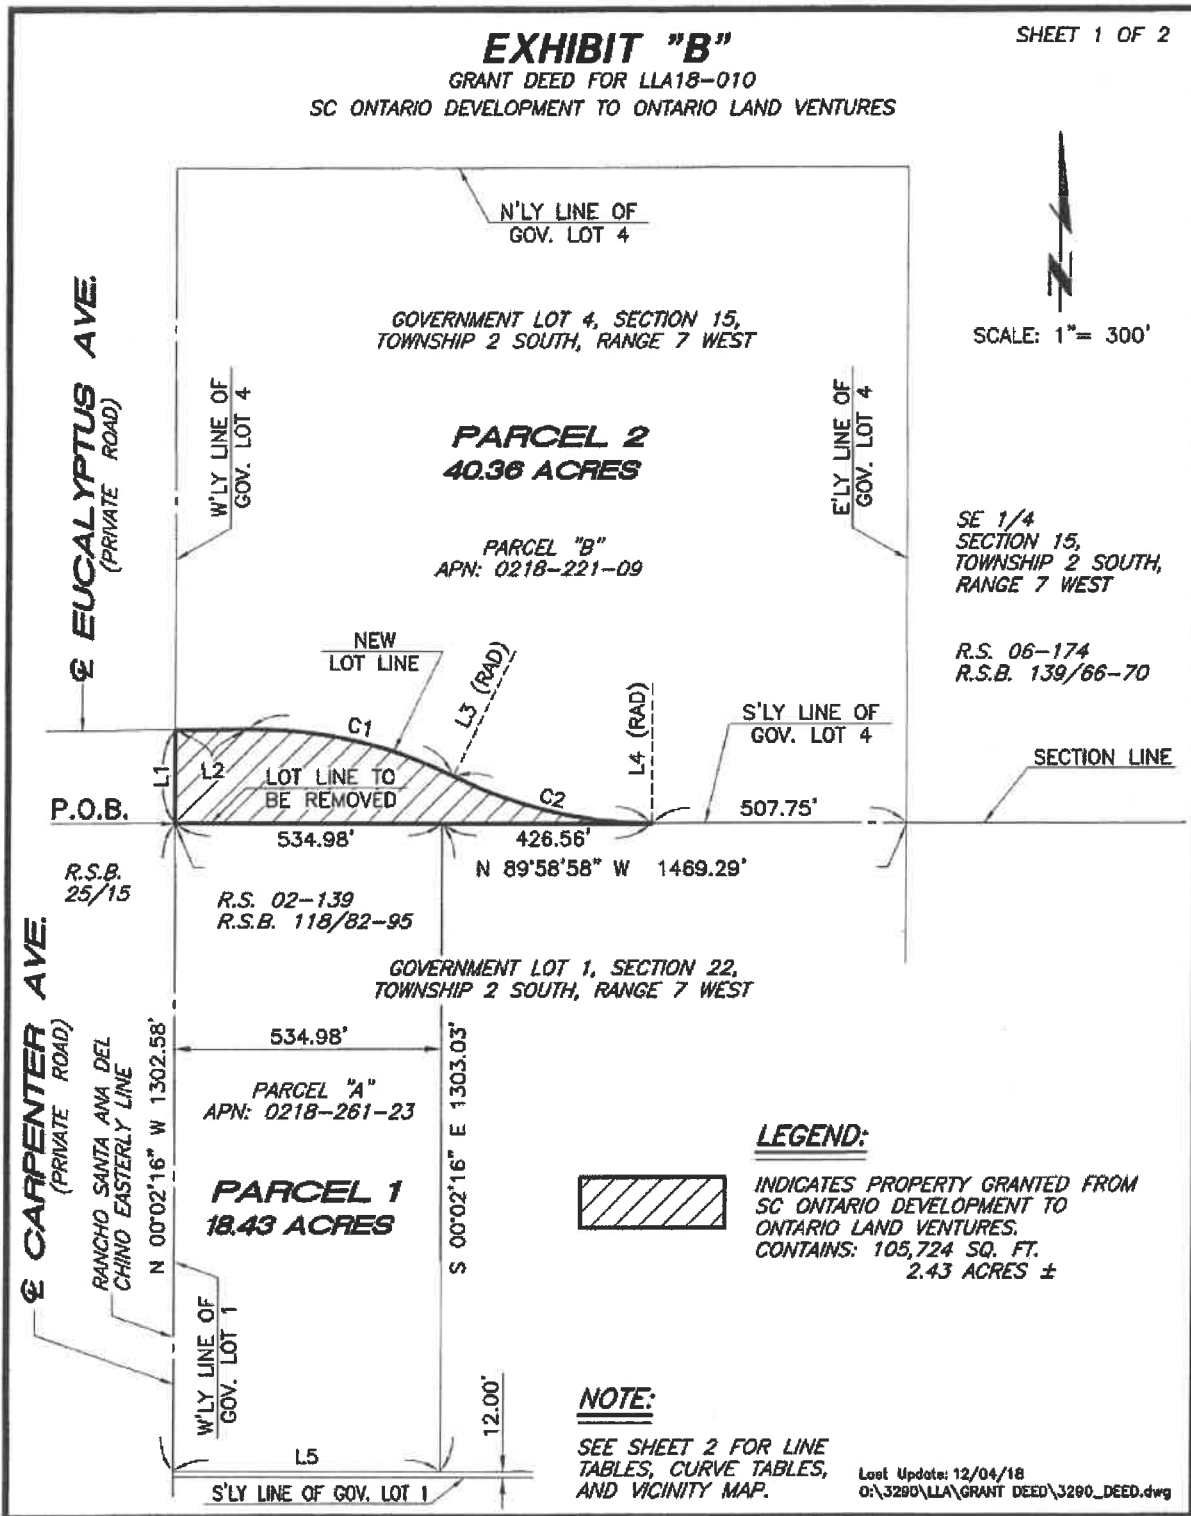 SHEET 1 OF 2
EXHIBIT "B"
GRANT DEED FOR LLA18-010
SC ONTARIO DEVELOPMENT TO ONTARIO LAND VENTURES
N'LY LINE OF
GOV. LOT 4
N
SCALE: 1"= 300'
GOVERNMENT LOT 4, SECTION 15,
TOWNSHIP 2 SOUTH, RANGE 7 WEST
℄ EUCALYPTUS AVE.
(PRIVATE ROAD)
W'LY LINE OF
GOV. LOT 4
PARCEL 2
40.36 ACRES
E'LY LINE OF
GOV. LOT 4
PARCEL "B"
APN: 0218-221-09
SE 1/4
SECTION 15,
TOWNSHIP 2 SOUTH,
RANGE 7 WEST
R.S. 06-174
R.S.B. 139/66-70
NEW
LOT LINE
L3 (RAD)
L4 (RAD)
C1
S'LY LINE OF
GOV. LOT 4
SECTION LINE
L1
L2
LOT LINE TO
BE REMOVED
C2
P.O.B.
534.98'
426.56'
507.75'
N 89°58'58" W 1469.29'
R.S.B.
25/15
R.S. 02-139
R.S.B. 118/82-95
GOVERNMENT LOT 1, SECTION 22,
TOWNSHIP 2 SOUTH, RANGE 7 WEST
℄ CARPENTER AVE.
(PRIVATE ROAD)
RANCHO SANTA ANA DEL
CHINO EASTERLY LINE
N 00°02'16" W 1302.58'
534.98'
S 00°02'16" E 1303.03'
PARCEL "A"
APN: 0218-261-23
PARCEL 1
18.43 ACRES
LEGEND:
INDICATES PROPERTY GRANTED FROM
SC ONTARIO DEVELOPMENT TO
ONTARIO LAND VENTURES.
CONTAINS: 105,724 SQ. FT.
2.43 ACRES ±
W'LY LINE OF
GOV. LOT 1
12.00'
L5
S'LY LINE OF GOV. LOT 1
NOTE:
SEE SHEET 2 FOR LINE
TABLES, CURVE TABLES,
AND VICINITY MAP.
Last Update: 12/04/18
O:\3290\LLA\GRANT DEED\3290_DEED.dwg